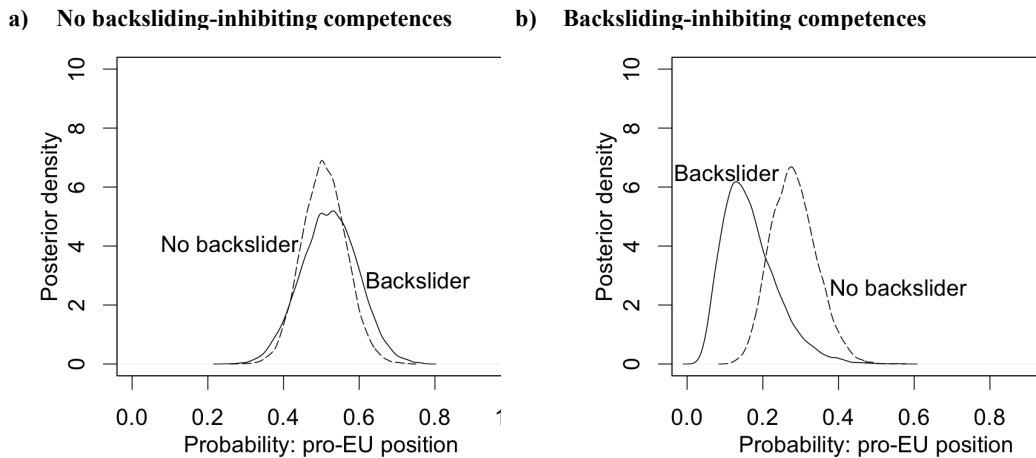 a) No backsliding-inhibiting competences
b) Backsliding-inhibiting competences
10
8
6
4
2
0
Posterior density
No backslider
Backslider
0.0 0.2 0.4 0.6 0.8 1
Probability: pro-EU position
10
8
6
4
2
0
Posterior density
Backslider
No backslider
0.0 0.2 0.4 0.6 0.8
Probability: pro-EU position